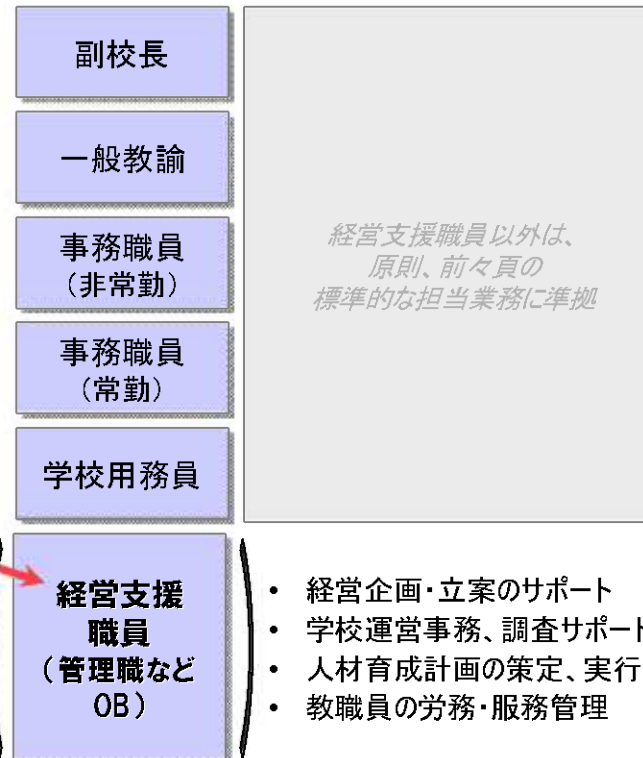 副校長
一般教諭
事務職員
（非常勤）
事務職員
（常勤）
学校用務員
経営支援職員以外は、
原則、前々頁の
標準的な担当業務に準拠
経営支援
職員
（管理職など
OB）
• 経営企画・立案のサポート
• 学校運営事務、調査サポート
• 人材育成計画の策定、実行
• 教職員の労務・服務管理